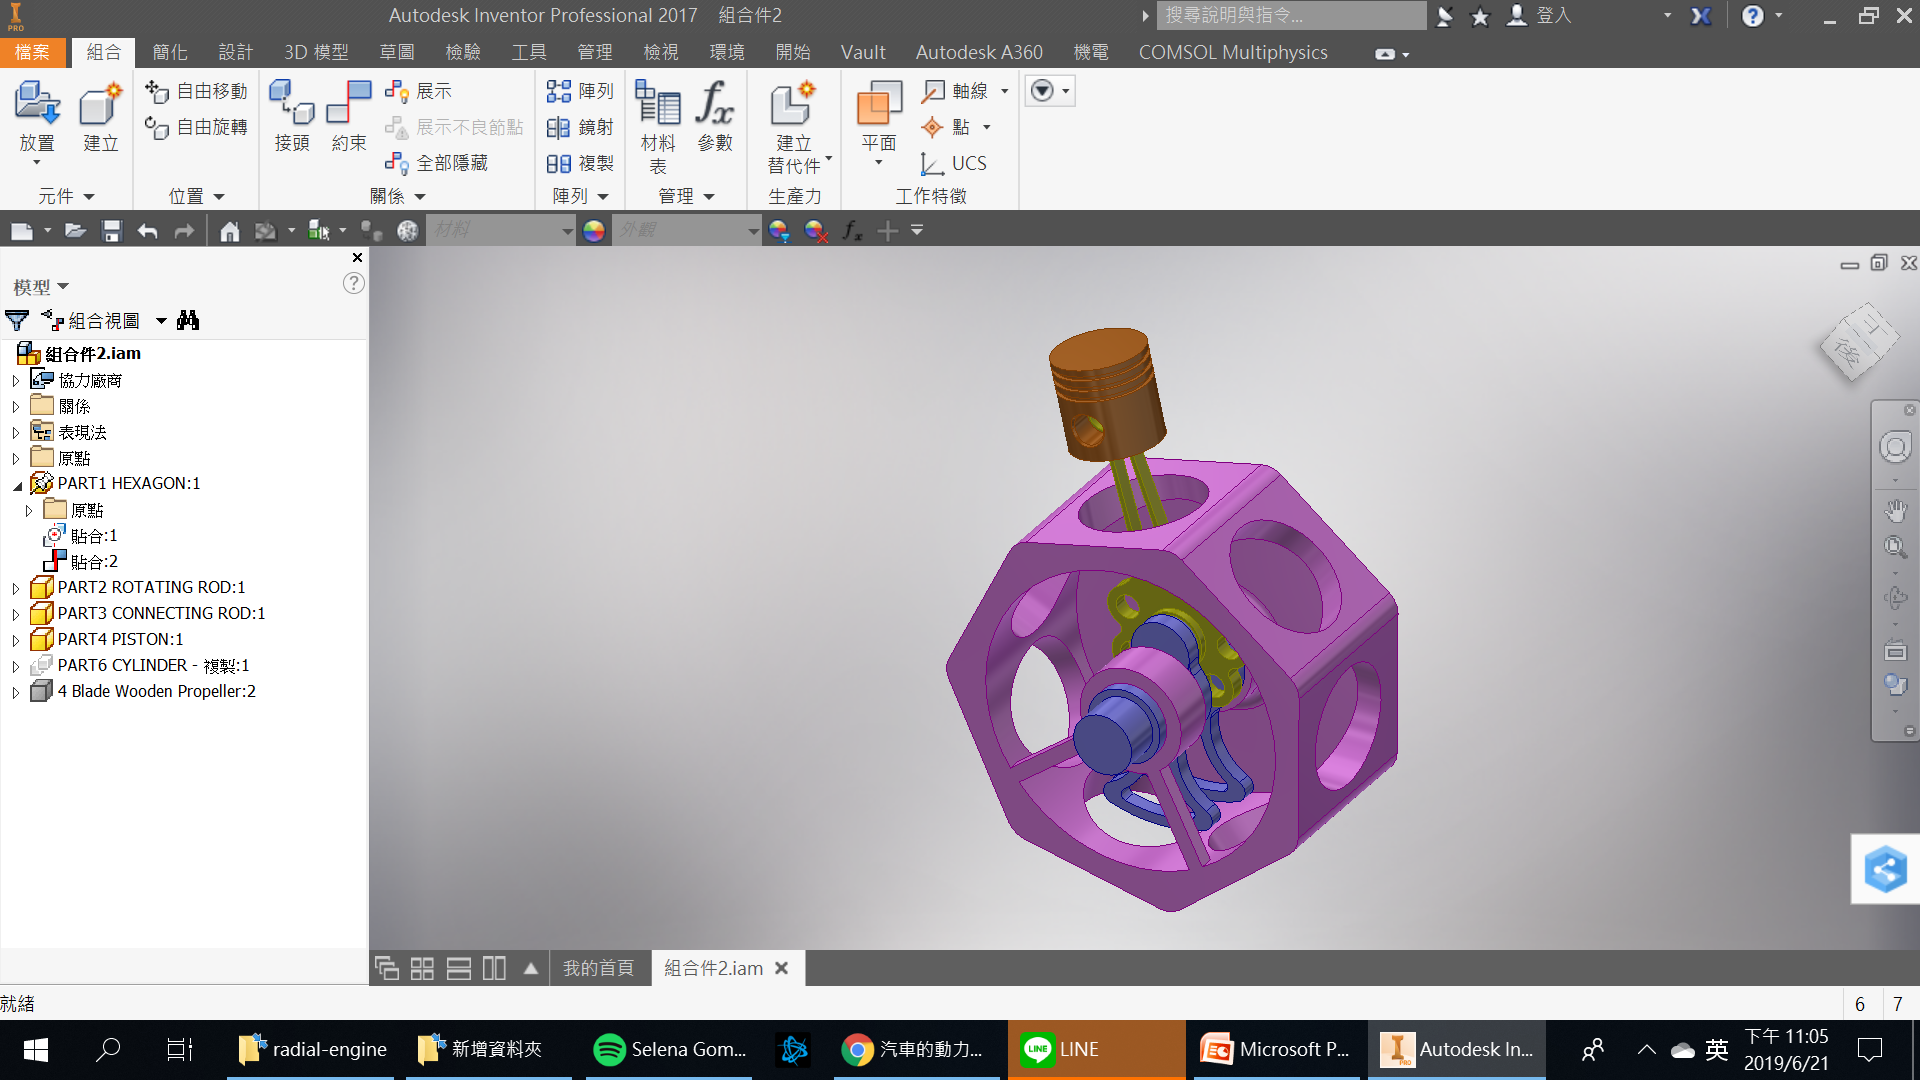 Autodesk Inventor Professional 2017 組合件2
搜尋說明與指令...
登入
PRO
檔案 組合 簡化 設計 3D 模型 草圖 檢驗 工具 管理 檢視 環境 開始 Vault Autodesk A360 機電 COMSOL Multiphysics
放置
建立
自由移動
自由旋轉
接頭
約束
展示
展示不良節點
全部隱藏
陣列
鏡射
複製
材料
表
參數
建立
替代件
平面
軸線
點
UCS
元件 位置 關係 陣列 管理 生產力 工作特徵
材料 外觀
模型
組合視圖
組合件2.iam
協力廠商
關係
表現法
原點
PART1 HEXAGON:1
原點
貼合:1
貼合:2
PART2 ROTATING ROD:1
PART3 CONNECTING ROD:1
PART4 PISTON:1
PART6 CYLINDER - 複製:1
4 Blade Wooden Propeller:2
上
後
我的首頁 組合件2.iam
就緒
6 7
radial-engine 新增資料夾 Selena Gom... 汽車的動力... LINE Microsoft P... Autodesk In...
英
下午 11:05
2019/6/21